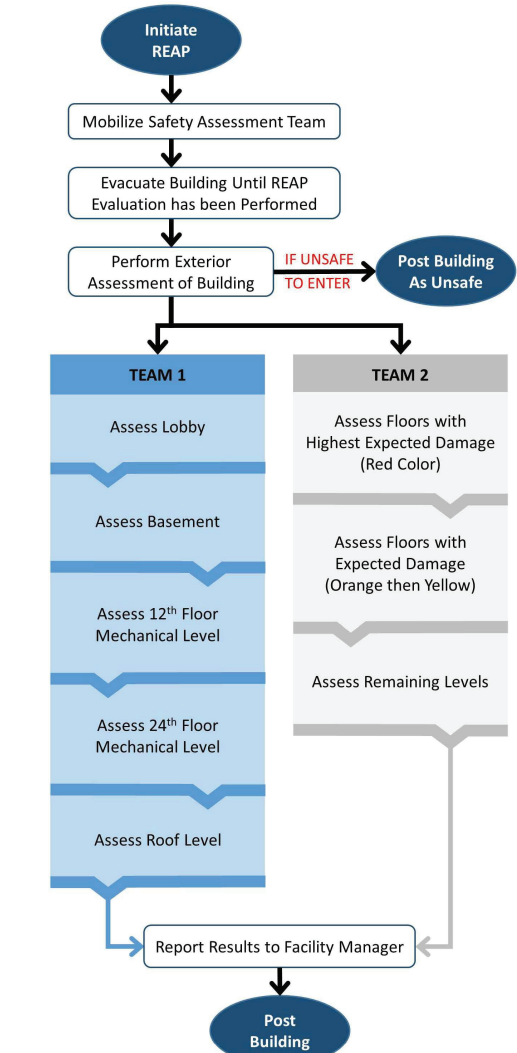 Initiate
REAP
Mobilize Safety Assessment Team
Evacuate Building Until REAP
Evaluation has been Performed
Perform Exterior
Assessment of Building
IF UNSAFE
TO ENTER
Post Building
As Unsafe
TEAM 1
Assess Lobby
Assess Basement
Assess 12th Floor
Mechanical Level
Assess 24th Floor
Mechanical Level
Assess Roof Level
TEAM 2
Assess Floors with
Highest Expected Damage
(Red Color)
Assess Floors with
Expected Damage
(Orange then Yellow)
Assess Remaining Levels
Report Results to Facility Manager
Post
Building